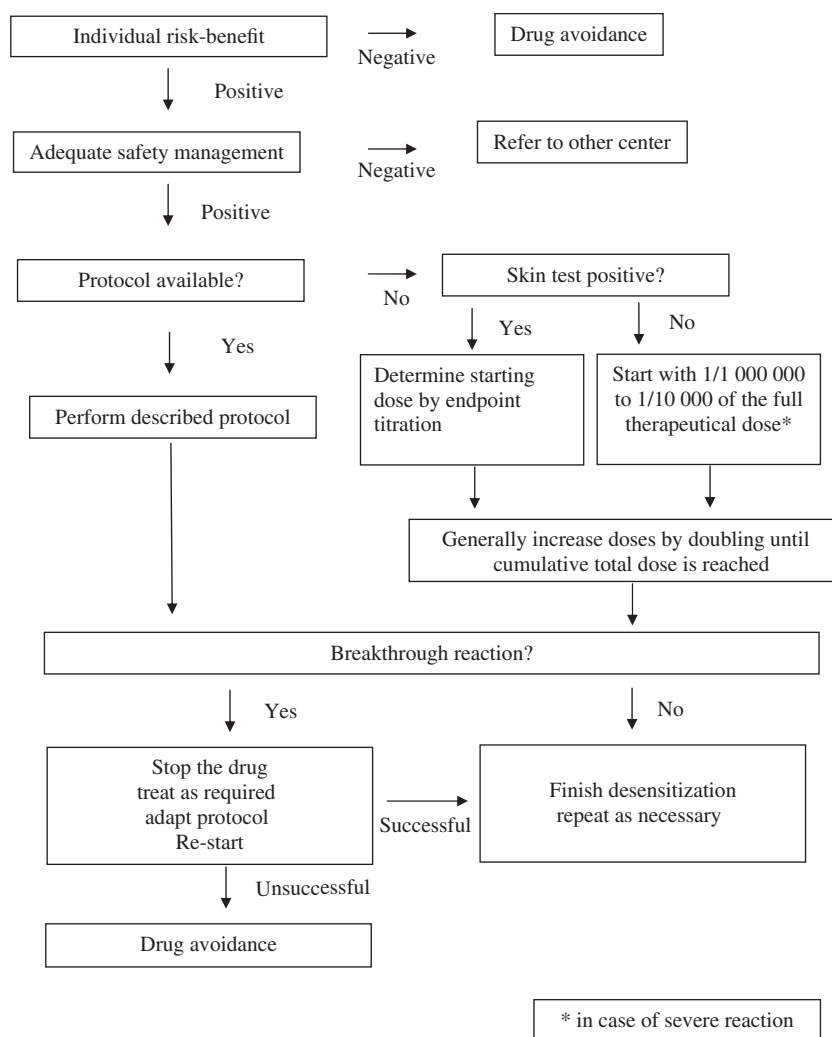 Individual risk-benefit
Negative
Drug avoidance
Positive
Adequate safety management
Negative
Refer to other center
Positive
Protocol available?
No
Skin test positive?
Yes
Yes
No
Perform described protocol
Determine starting
dose by endpoint
titration
Start with 1/1 000 000
to 1/10 000 of the full
therapeutical dose*
Generally increase doses by doubling until
cumulative total dose is reached
Breakthrough reaction?
Yes
No
Stop the drug
treat as required
adapt protocol
Re-start
Successful
Finish desensitization
repeat as necessary
Unsuccessful
Drug avoidance
* in case of severe reaction